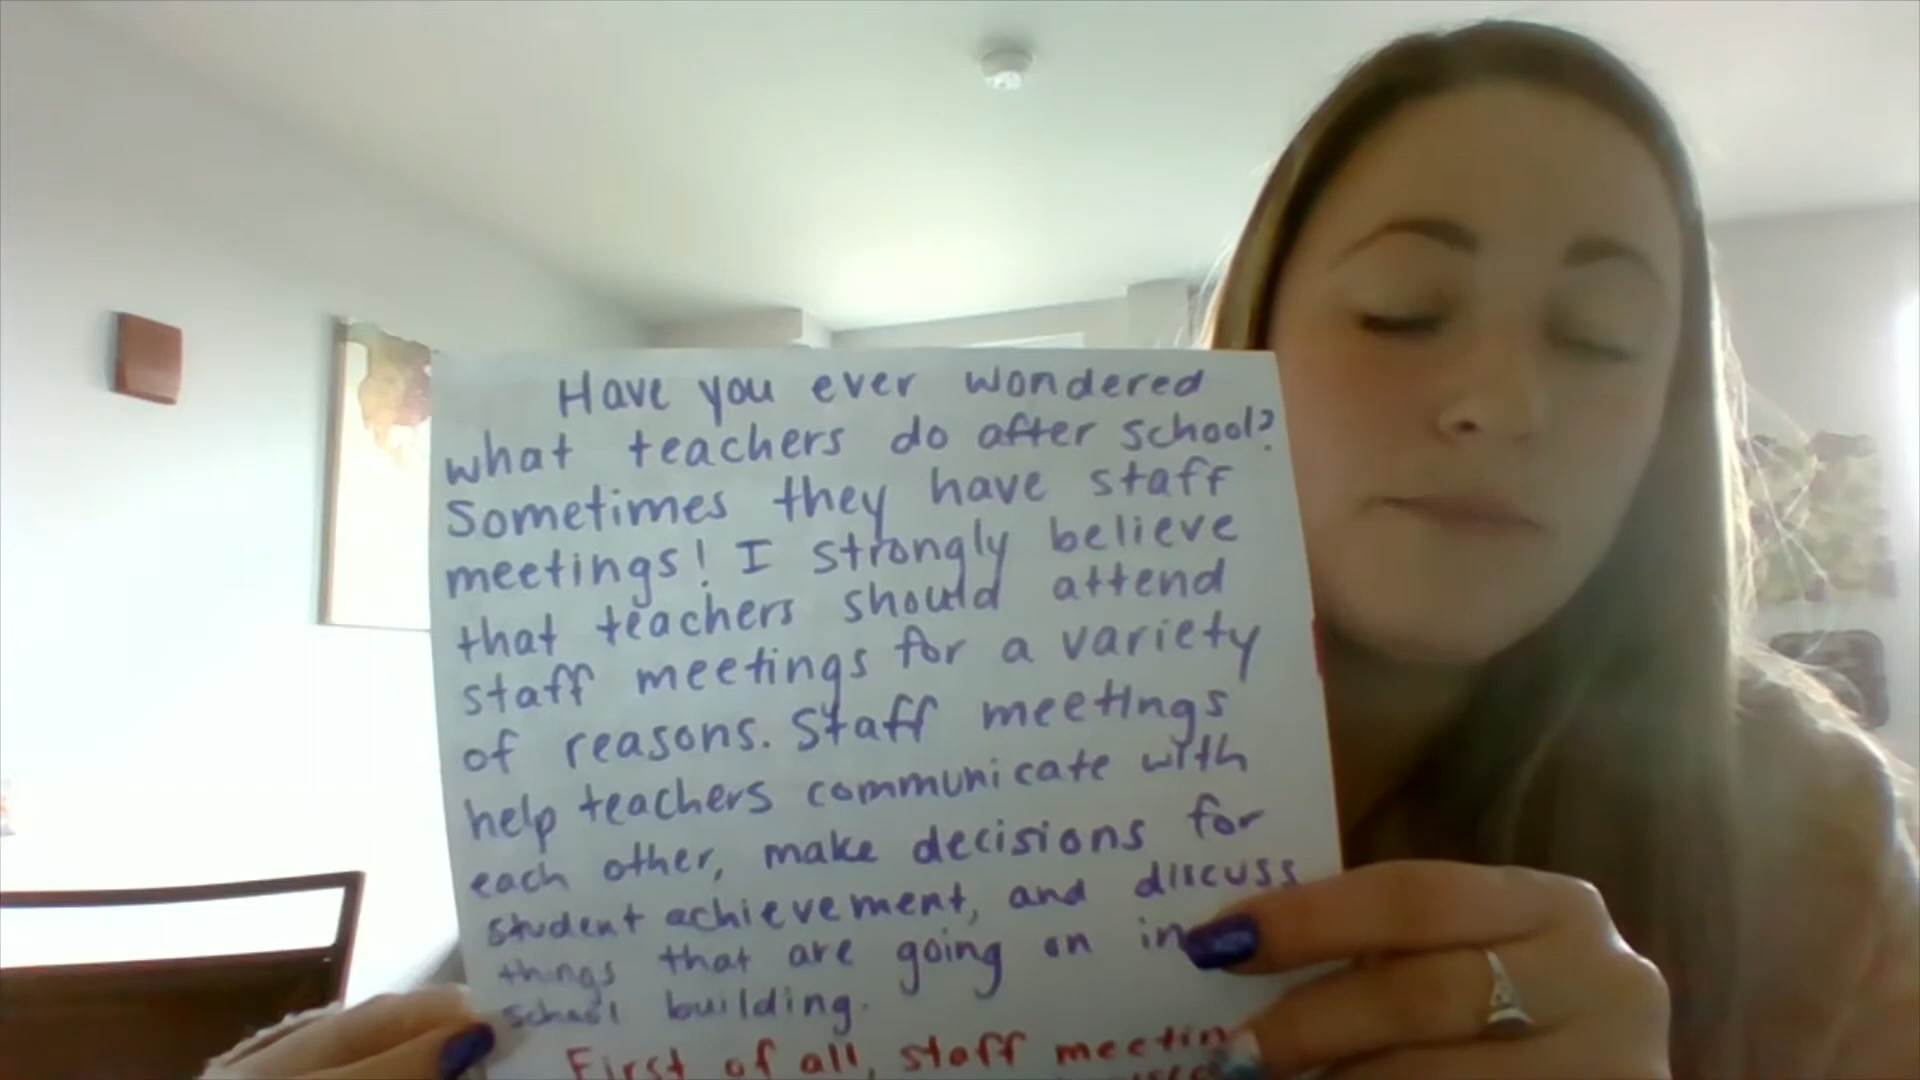 Have you ever wondered
what teachers do after school?
Sometimes they have staff
meetings! I strongly believe
that teachers should attend
staff meetings for a variety
of reasons. Staff meetings
help teachers communicate with
each other, make decisions for
student achievement, and discuss
things that are going on in
school building.
First of all, staff